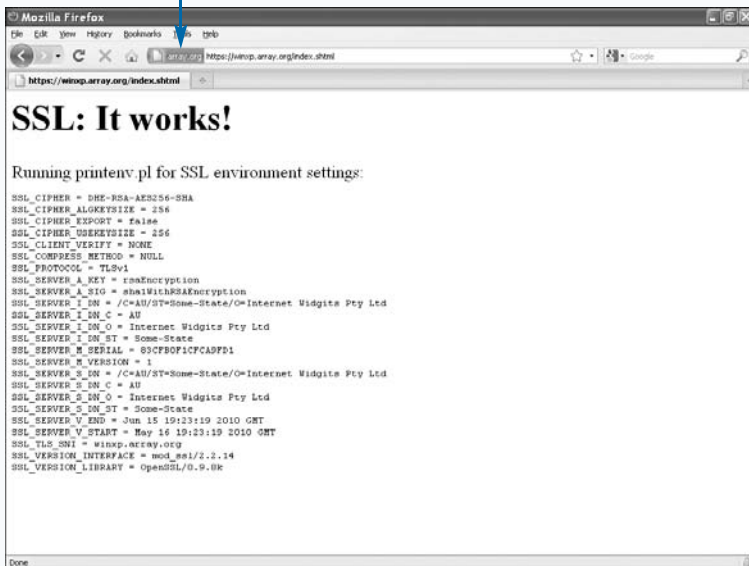 Mozilla Firefox
File Edit View History Bookmarks Help
array.org https://winxp.array.org/index.shtml
Google
https://winxp.array.org/index.shtml
SSL: It works!
Running printenv.pl for SSL environment settings:
SSL_CIPHER = DHE-RSA-AES256-SHA
SSL_CIPHER_ALGKEYSIZE = 256
SSL_CIPHER_EXPORT = false
SSL_CIPHER_USEKEYSIZE = 256
SSL_CLIENT_VERIFY = NONE
SSL_COMPRESS_METHOD = NULL
SSL_PROTOCOL = TLSv1
SSL_SERVER_A_KEY = rsaEncryption
SSL_SERVER_A_SIG = sha1WithRSAEncryption
SSL_SERVER_I_DN = /C=AU/ST=Some-State/O=Internet Widgits Pty Ltd
SSL_SERVER_I_DN_C = AU
SSL_SERVER_I_DN_O = Internet Widgits Pty Ltd
SSL_SERVER_I_DN_ST = Some-State
SSL_SERVER_M_SERIAL = 83CFB0F1CFCA9FD1
SSL_SERVER_M_VERSION = 1
SSL_SERVER_S_DN = /C=AU/ST=Some-State/O=Internet Widgits Pty Ltd
SSL_SERVER_S_DN_C = AU
SSL_SERVER_S_DN_O = Internet Widgits Pty Ltd
SSL_SERVER_S_DN_ST = Some-State
SSL_SERVER_V_END = Jun 15 19:23:19 2010 GMT
SSL_SERVER_V_START = May 16 19:23:19 2010 GMT
SSL_TLS_SNI = winxp.array.org
SSL_VERSION_INTERFACE = mod_ssl/2.2.14
SSL_VERSION_LIBRARY = OpenSSL/0.9.8k
Done